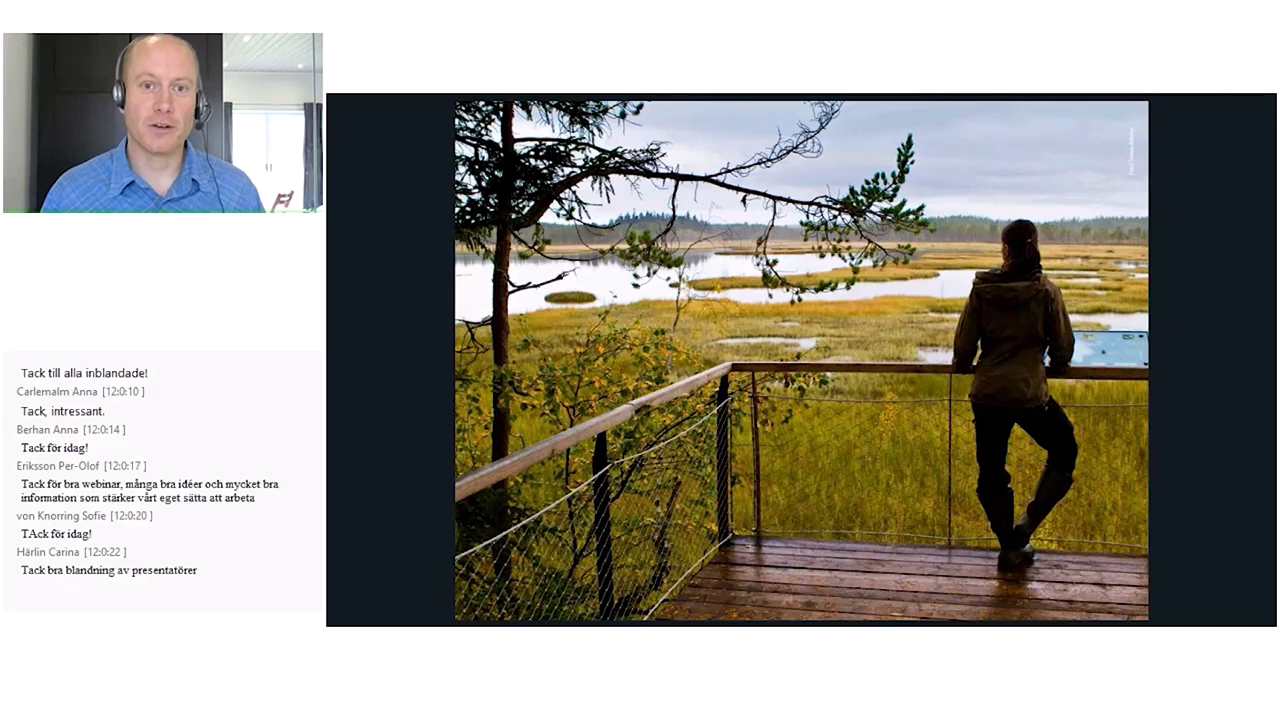 Tack till alla inblandade!
Carlemalm Anna [12:0:10 ]
Tack, intressant.
Berhan Anna [12:0:14 ]
Tack för idag!
Eriksson Per-Olof [12:0:17 ]
Tack för bra webinar, många bra idéer och mycket bra
information som stärker vårt eget sätta att arbeta
von Knorring Sofie [12:0:20 ]
TAck för idag!
Härlin Carina [12:0:22 ]
Tack bra blandning av presentatörer